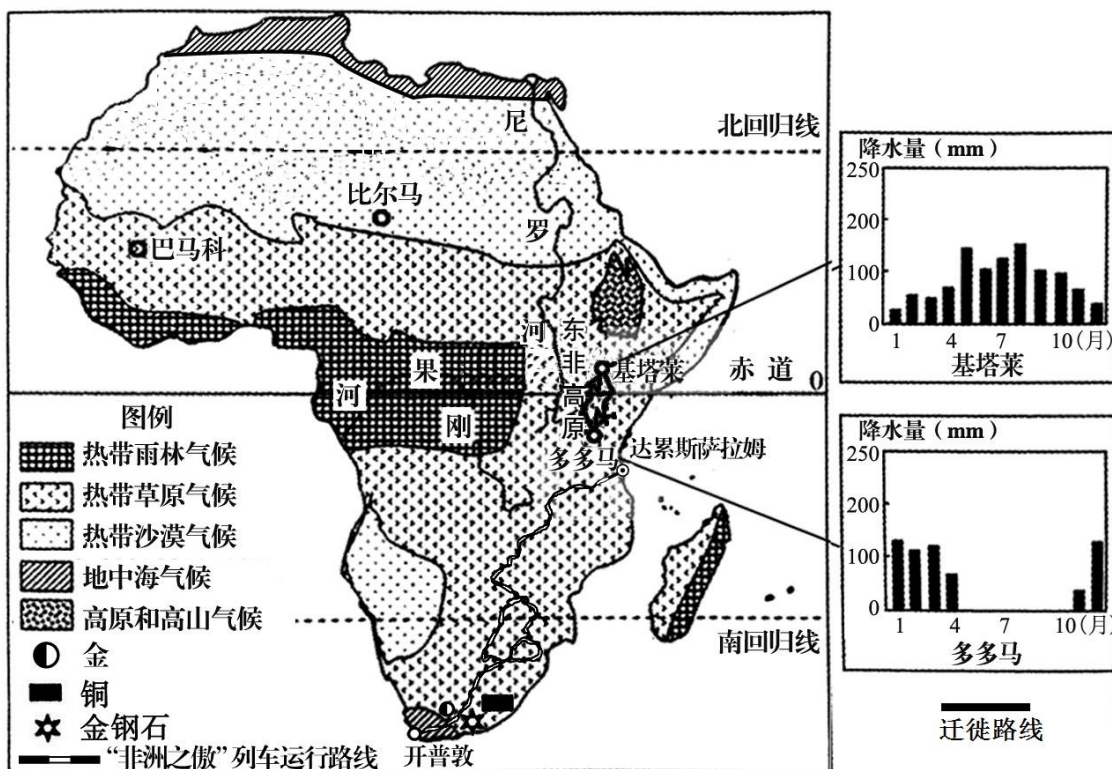 尼
北回归线
比尔马
罗
巴马科
河
东
非
高
原
基塔莱
赤 道
0
果
河
刚
多多马
达累斯萨拉姆
南回归线
开普敦
图例
热带雨林气候
热带草原气候
热带沙漠气候
地中海气候
高原和高山气候
金
铜
金钢石
“非洲之傲”列车运行路线
降水量（mm）
250
200
100
0
1 4 7 10(月)
基塔莱
降水量（mm）
250
200
100
0
1 4 7 10(月)
多多马
迁徙路线